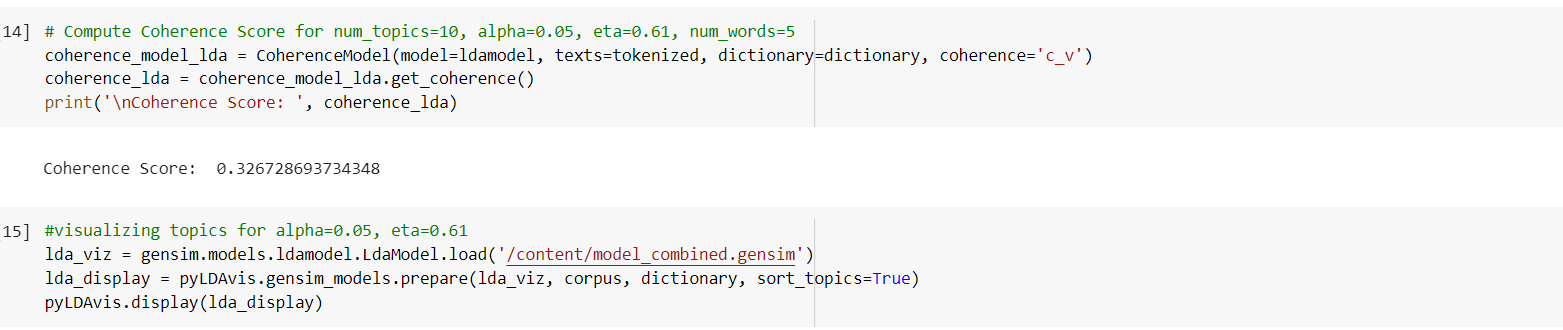 [14] # Compute Coherence Score for num_topics=10, alpha=0.05, eta=0.61, num_words=5
coherence_model_lda = CoherenceModel(model=ldamodel, texts=tokenized, dictionary=dictionary, coherence='c_v')
coherence_lda = coherence_model_lda.get_coherence()
print('\nCoherence Score: ', coherence_lda)
Coherence Score:  0.326728693734348
15] #visualizing topics for alpha=0.05, eta=0.61
lda_viz = gensim.models.ldamodel.LdaModel.load('/content/model_combined.gensim')
lda_display = pyLDAvis.gensim_models.prepare(lda_viz, corpus, dictionary, sort_topics=True)
pyLDAvis.display(lda_display)